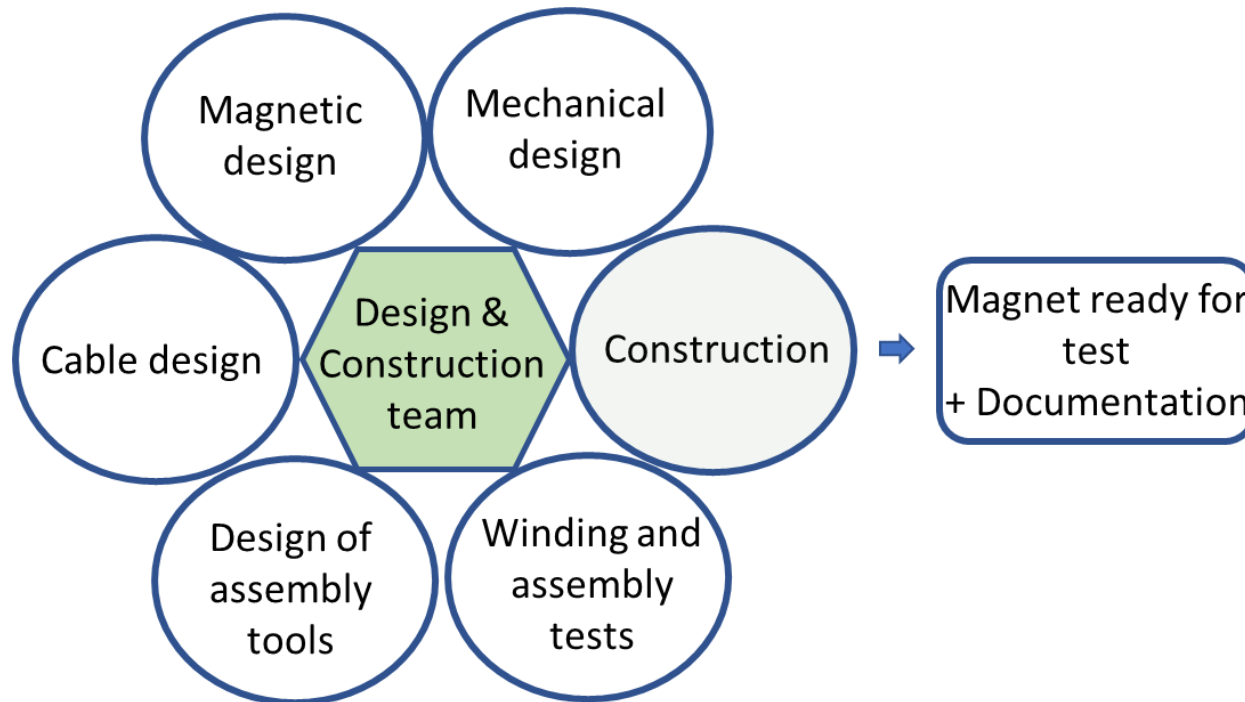 Magnetic
design
Mechanical
design
Cable design
Design &
Construction
team
Construction
Magnet ready for
test
+ Documentation
Design of
assembly
tools
Winding and
assembly
tests